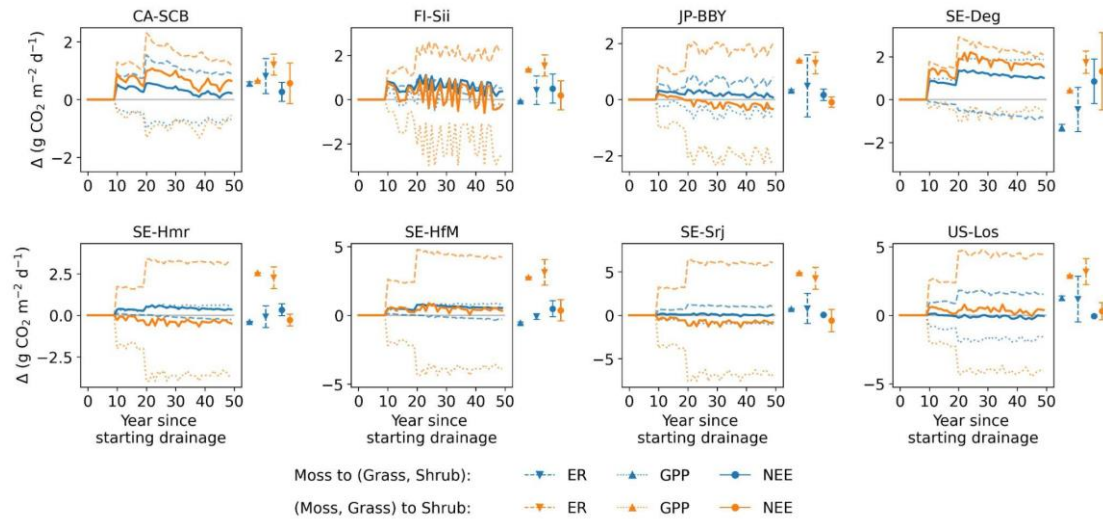 CA-SCB FI-Sii JP-BBY SE-Deg
Δ (g CO₂ m⁻² d⁻¹)
2
0
−2
0 10 20 30 40 50
2
0
−2
0 10 20 30 40 50
2
0
−2
0 10 20 30 40 50
2
0
−2
0 10 20 30 40 50
SE-Hmr SE-HfM SE-Srj US-Los
Δ (g CO₂ m⁻² d⁻¹)
2.5
0.0
−2.5
0 10 20 30 40 50
Year since
starting drainage
5
0
−5
0 10 20 30 40 50
Year since
starting drainage
5
0
−5
0 10 20 30 40 50
Year since
starting drainage
5
0
−5
0 10 20 30 40 50
Year since
starting drainage
Moss to (Grass, Shrub): ER GPP NEE
(Moss, Grass) to Shrub: ER GPP NEE